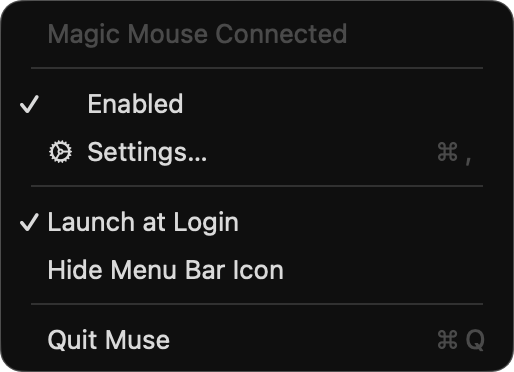 Magic Mouse Connected
✓ Enabled
Settings... ⌘ ,
✓ Launch at Login
Hide Menu Bar Icon
Quit Muse ⌘ Q